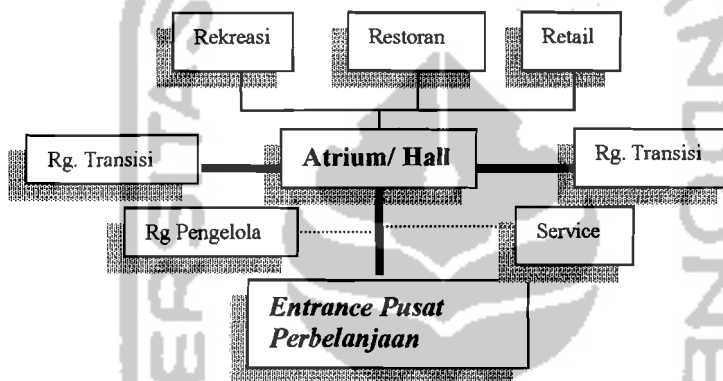 Rekreasi
Restoran
Retail
Rg. Transisi
Atrium/ Hall
Rg. Transisi
Rg Pengelola
Service
Entrance Pusat
Perbelanjaan